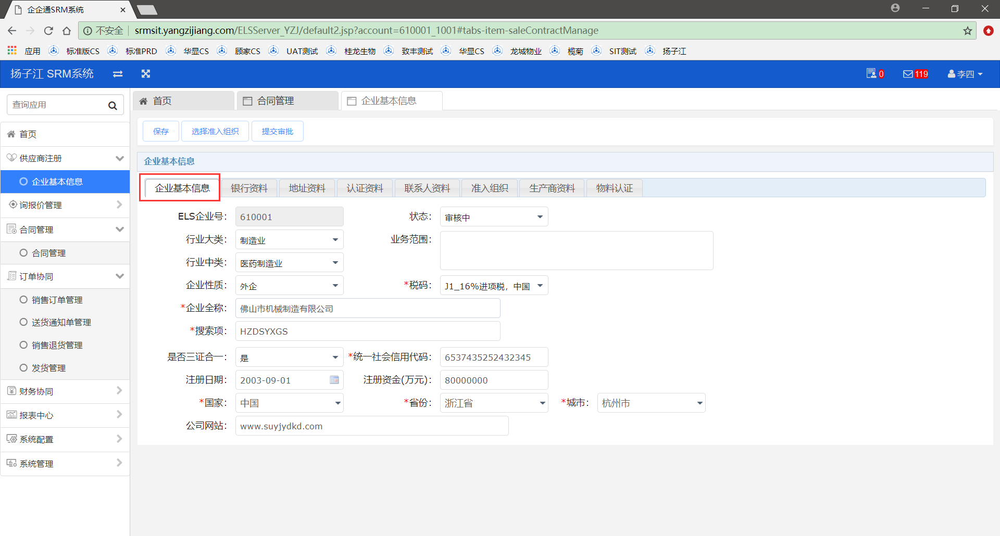 企企通SRM系统
不安全 srmsit.yangzijiang.com/ELSServer_YZJ/default2.jsp?account=610001_1001#tabs-item-saleContractManage
应用 标准版CS 标准PRD 华显CS 顾家CS UAT测试 桂龙生物 致丰测试 华显CS 龙城物业 榄菊 SIT测试 扬子江
扬子江 SRM系统 0 119 李四
查询应用
首页
供应商注册
企业基本信息
询报价管理
合同管理
合同管理
订单协同
销售订单管理
送货通知单管理
销售退货管理
发货管理
财务协同
报表中心
系统配置
系统管理
首页 合同管理 企业基本信息
保存 选择准入组织 提交审批
企业基本信息
企业基本信息 银行资料 地址资料 认证资料 联系人资料 准入组织 生产商资料 物料认证
ELS企业号: 610001 状态: 审核中
行业大类: 制造业 业务范围:
行业中类: 医药制造业
企业性质: 外企 *税码: J1_16%进项税，中国
*企业全称: 佛山市机械制造有限公司
*搜索项: HZDSYXGS
是否三证合一: 是 *统一社会信用代码: 6537435252432345
注册日期: 2003-09-01 注册资金(万元): 80000000
*国家: 中国 *省份: 浙江省 *城市: 杭州市
公司网站: www.suyjydkd.com